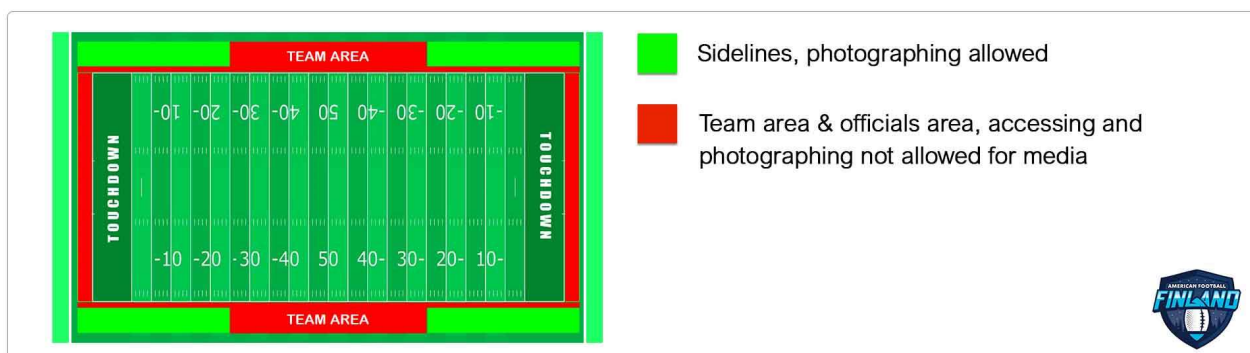 TEAM AREA
-10 -20 -30 -40 50 40- 30- 20- 10-
TOUCHDOWN
TOUCHDOWN
-10 -20 -30 -40 50 40- 30- 20- 10-
TEAM AREA
Sidelines, photographing allowed
Team area & officials area, accessing and
photographing not allowed for media
AMERICAN FOOTBALL
FINLAND